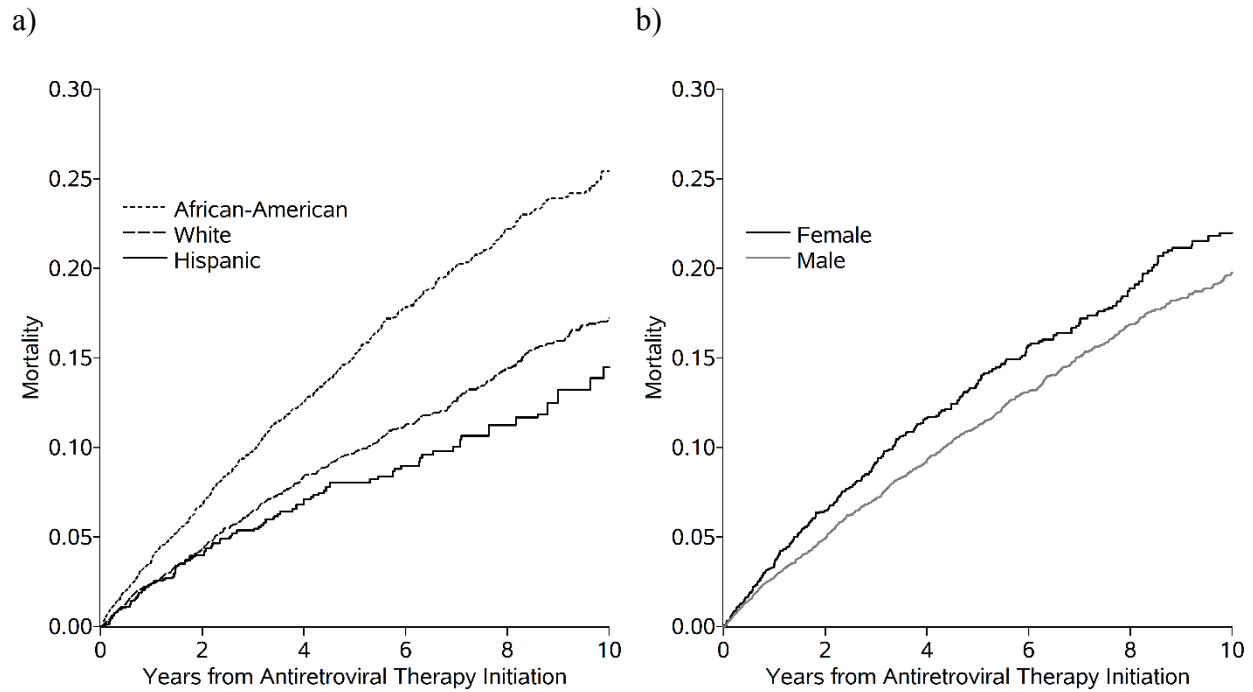 a)
0.30
0.25
0.20
0.15
0.10
0.05
0.00
Mortality
African-American
White
Hispanic
0 2 4 6 8 10
Years from Antiretroviral Therapy Initiation
b)
0.30
0.25
0.20
0.15
0.10
0.05
0.00
Mortality
Female
Male
0 2 4 6 8 10
Years from Antiretroviral Therapy Initiation